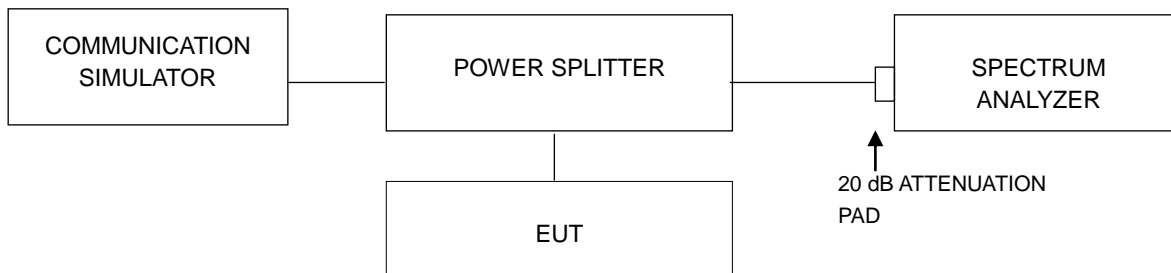 COMMUNICATION
SIMULATOR
POWER SPLITTER
SPECTRUM
ANALYZER
20 dB ATTENUATION
PAD
EUT